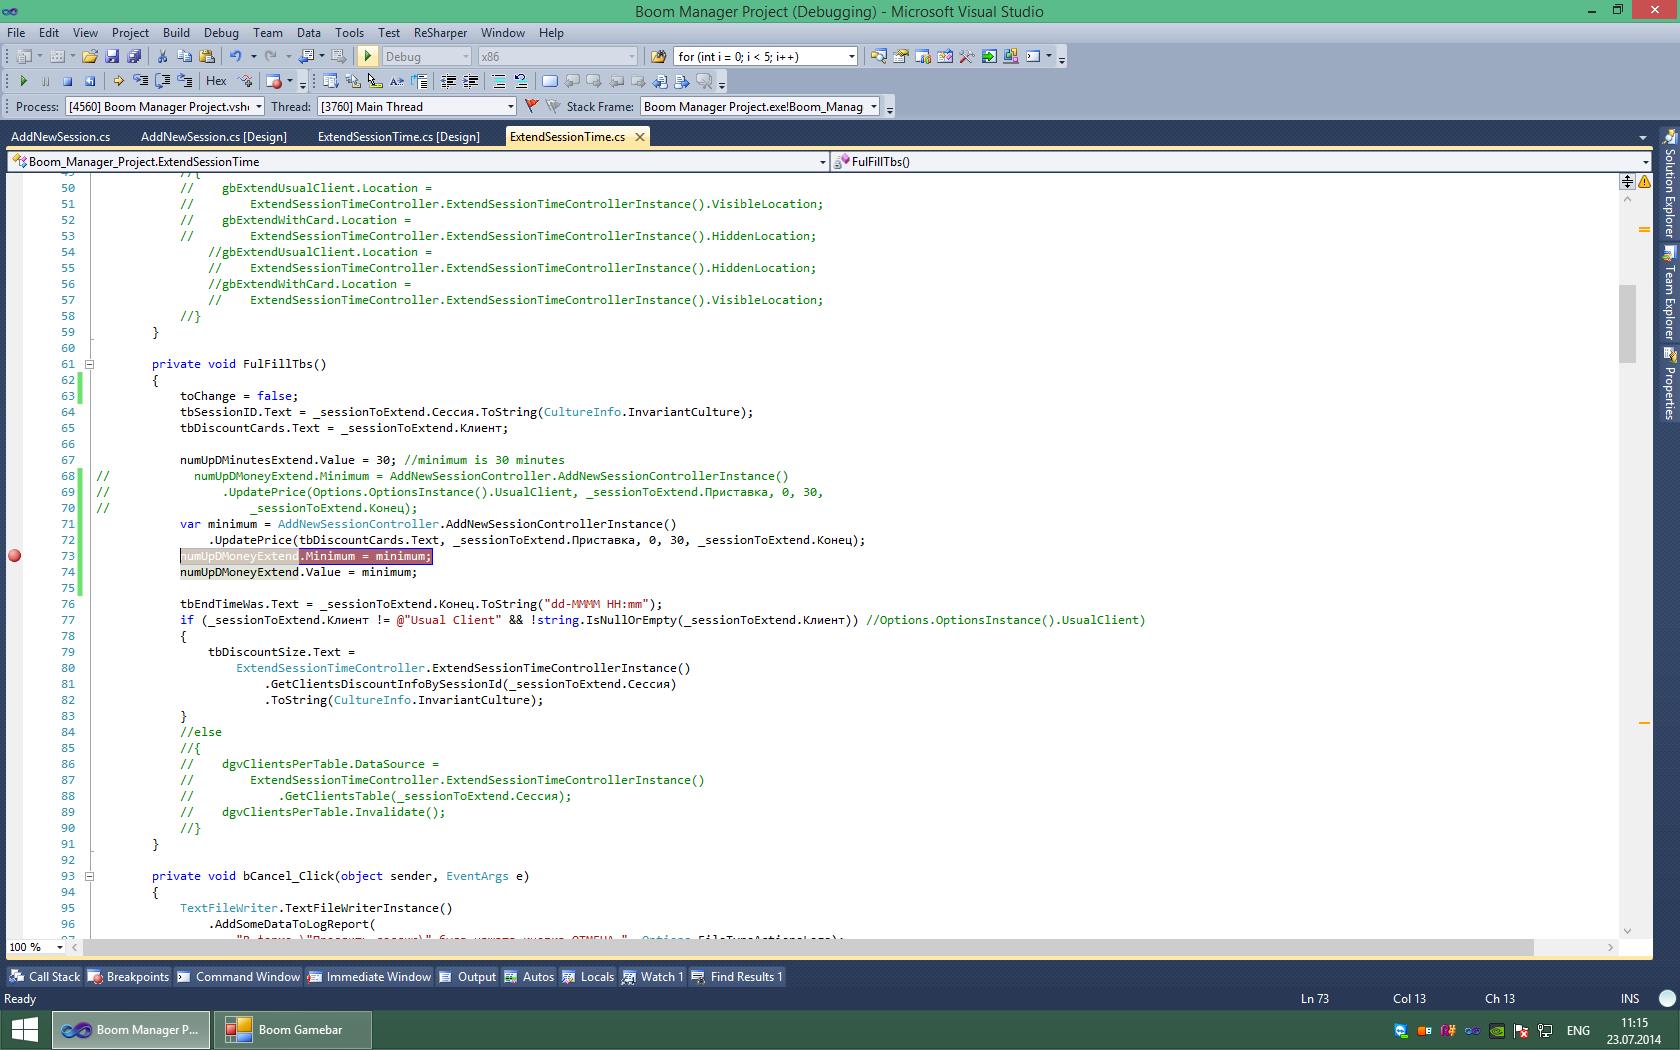 Boom Manager Project (Debugging) - Microsoft Visual Studio
File Edit View Project Build Debug Team Data Tools Test ReSharper Window Help
Debug x86 for (int i = 0; i < 5; i++)
Hex
Process: [4560] Boom Manager Project.vsh Thread: [3760] Main Thread Stack Frame: Boom Manager Project.exe!Boom_Manag
AddNewSession.cs AddNewSession.cs [Design] ExtendSessionTime.cs [Design] ExtendSessionTime.cs
Boom_Manager_Project.ExtendSessionTime FulFillTbs()
49 //{
50 // gbExtendUsualClient.Location =
51 // ExtendSessionTimeController.ExtendSessionTimeControllerInstance().VisibleLocation;
52 // gbExtendWithCard.Location =
53 // ExtendSessionTimeController.ExtendSessionTimeControllerInstance().HiddenLocation;
54 //gbExtendUsualClient.Location =
55 // ExtendSessionTimeController.ExtendSessionTimeControllerInstance().HiddenLocation;
56 //gbExtendWithCard.Location =
57 // ExtendSessionTimeController.ExtendSessionTimeControllerInstance().VisibleLocation;
58 //}
59 }
60
61 private void FulFillTbs()
62 {
63 toChange = false;
64 tbSessionID.Text = _sessionToExtend.Сессия.ToString(CultureInfo.InvariantCulture);
65 tbDiscountCards.Text = _sessionToExtend.Клиент;
66
67 numUpDMinutesExtend.Value = 30; //minimum is 30 minutes
68 // numUpDMoneyExtend.Minimum = AddNewSessionController.AddNewSessionControllerInstance()
69 // .UpdatePrice(Options.OptionsInstance().UsualClient, _sessionToExtend.Приставка, 0, 30,
70 // _sessionToExtend.Конец);
71 var minimum = AddNewSessionController.AddNewSessionControllerInstance()
72 .UpdatePrice(tbDiscountCards.Text, _sessionToExtend.Приставка, 0, 30, _sessionToExtend.Конец);
73 numUpDMoneyExtend.Minimum = minimum;
74 numUpDMoneyExtend.Value = minimum;
75
76 tbEndTimeWas.Text = _sessionToExtend.Конец.ToString("dd-MMMM HH:mm");
77 if (_sessionToExtend.Клиент != @"Usual Client" && !string.IsNullOrEmpty(_sessionToExtend.Клиент)) //Options.OptionsInstance().UsualClient)
78 {
79 tbDiscountSize.Text =
80 ExtendSessionTimeController.ExtendSessionTimeControllerInstance()
81 .GetClientsDiscountInfoBySessionId(_sessionToExtend.Сессия)
82 .ToString(CultureInfo.InvariantCulture);
83 }
84 //else
85 //{
86 // dgvClientsPerTable.DataSource =
87 // ExtendSessionTimeController.ExtendSessionTimeControllerInstance()
88 // .GetClientsTable(_sessionToExtend.Сессия);
89 // dgvClientsPerTable.Invalidate();
90 //}
91 }
92
93 private void bCancel_Click(object sender, EventArgs e)
94 {
95 TextFileWriter.TextFileWriterInstance()
96 .AddSomeDataToLogReport(
Solution Explorer
Team Explorer
Properties
100 %
Call Stack Breakpoints Command Window Immediate Window Output Autos Locals Watch 1 Find Results 1
Ready Ln 73 Col 13 Ch 13 INS
Boom Manager P... Boom Gamebar ENG 11:15
23.07.2014